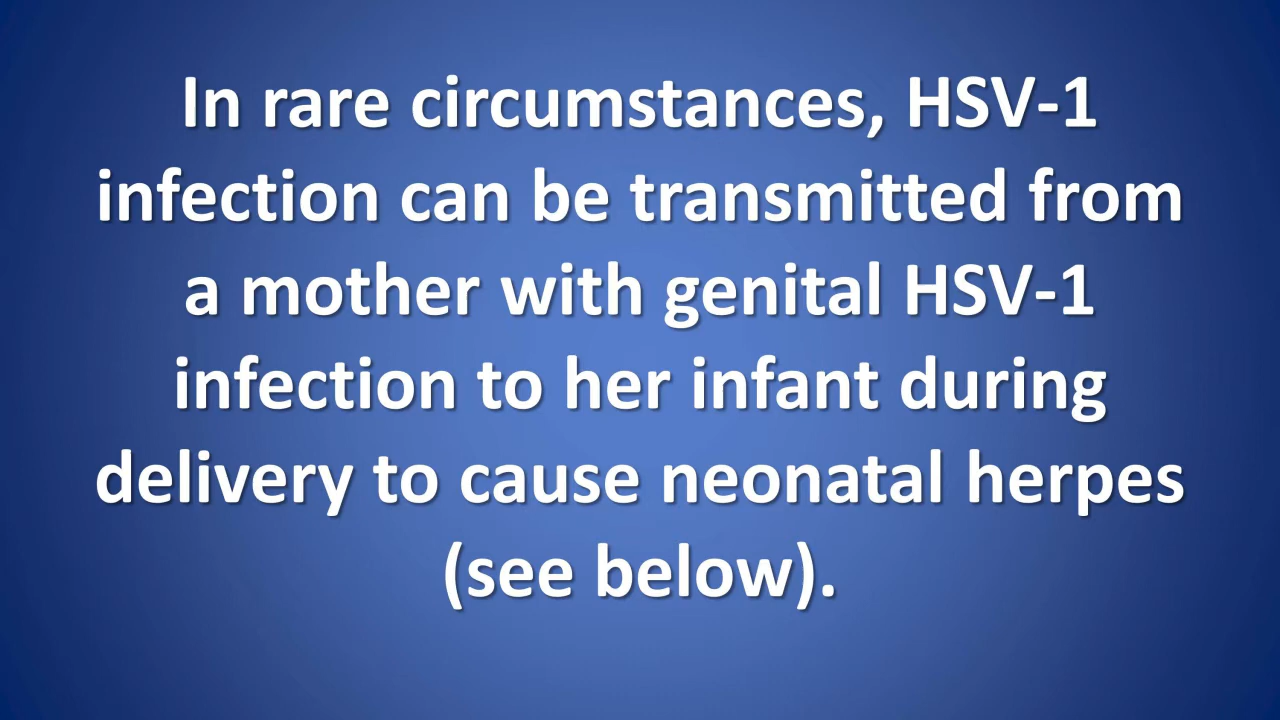 In rare circumstances, HSV-1
infection can be transmitted from
a mother with genital HSV-1
infection to her infant during
delivery to cause neonatal herpes
(see below).